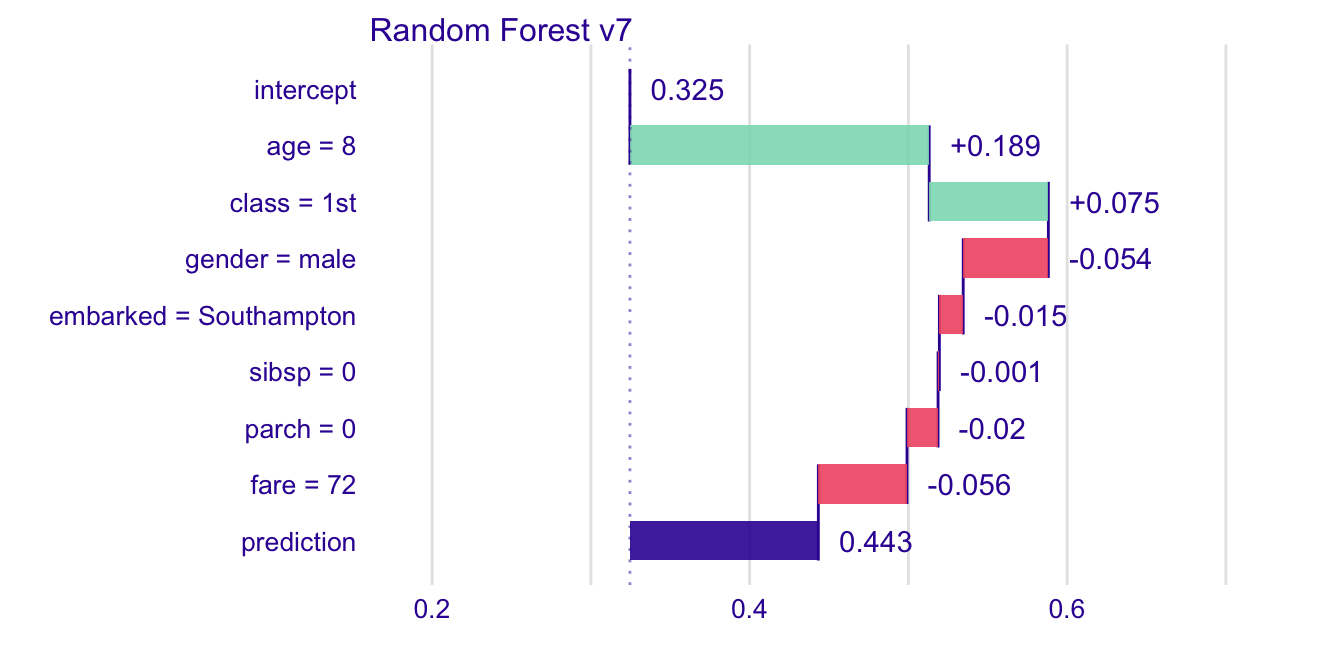 Random Forest v7
intercept 0.325
age = 8 +0.189
class = 1st +0.075
gender = male -0.054
embarked = Southampton -0.015
sibsp = 0 -0.001
parch = 0 -0.02
fare = 72 -0.056
prediction 0.443
0.2 0.4 0.6